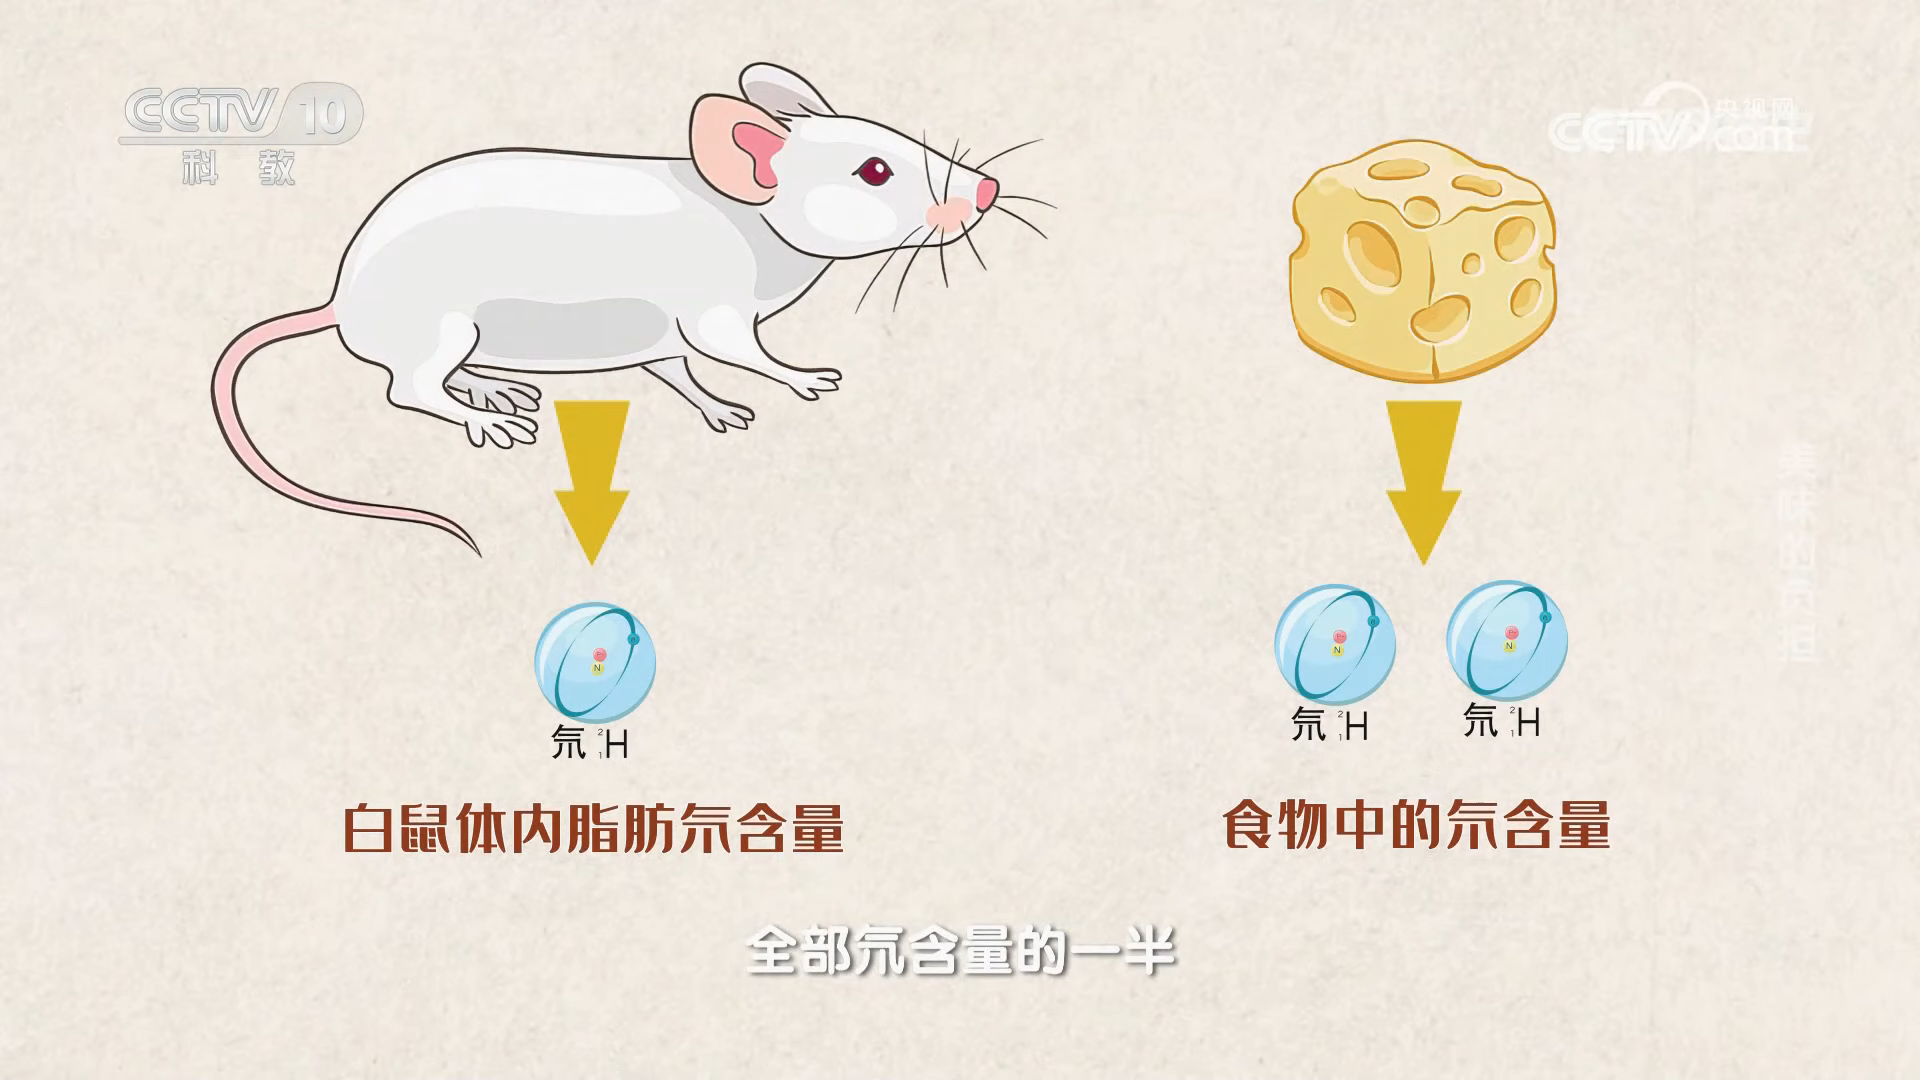 CCTV 10
科 教
央视网
CCTV.com
P+
N
氘 ²₁H
P+
N
氘 ²₁H
P+
N
氘 ²₁H
白鼠体内脂肪氘含量
食物中的氘含量
全部氘含量的一半